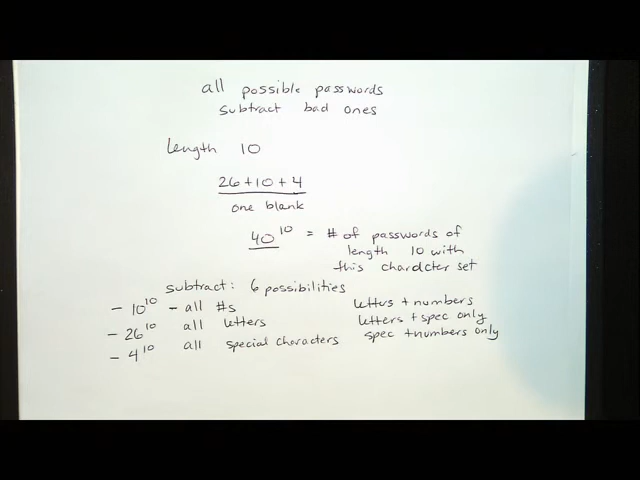 all possible passwords
subtract bad ones
length 10
26+10+4
one blank
40^10 = # of passwords of
length 10 with
this character set
subtract: 6 possibilities
- 10^10 - all #s letters + numbers
- 26^10 all letters letters + spec only
- 4^10 all special characters spec + numbers only